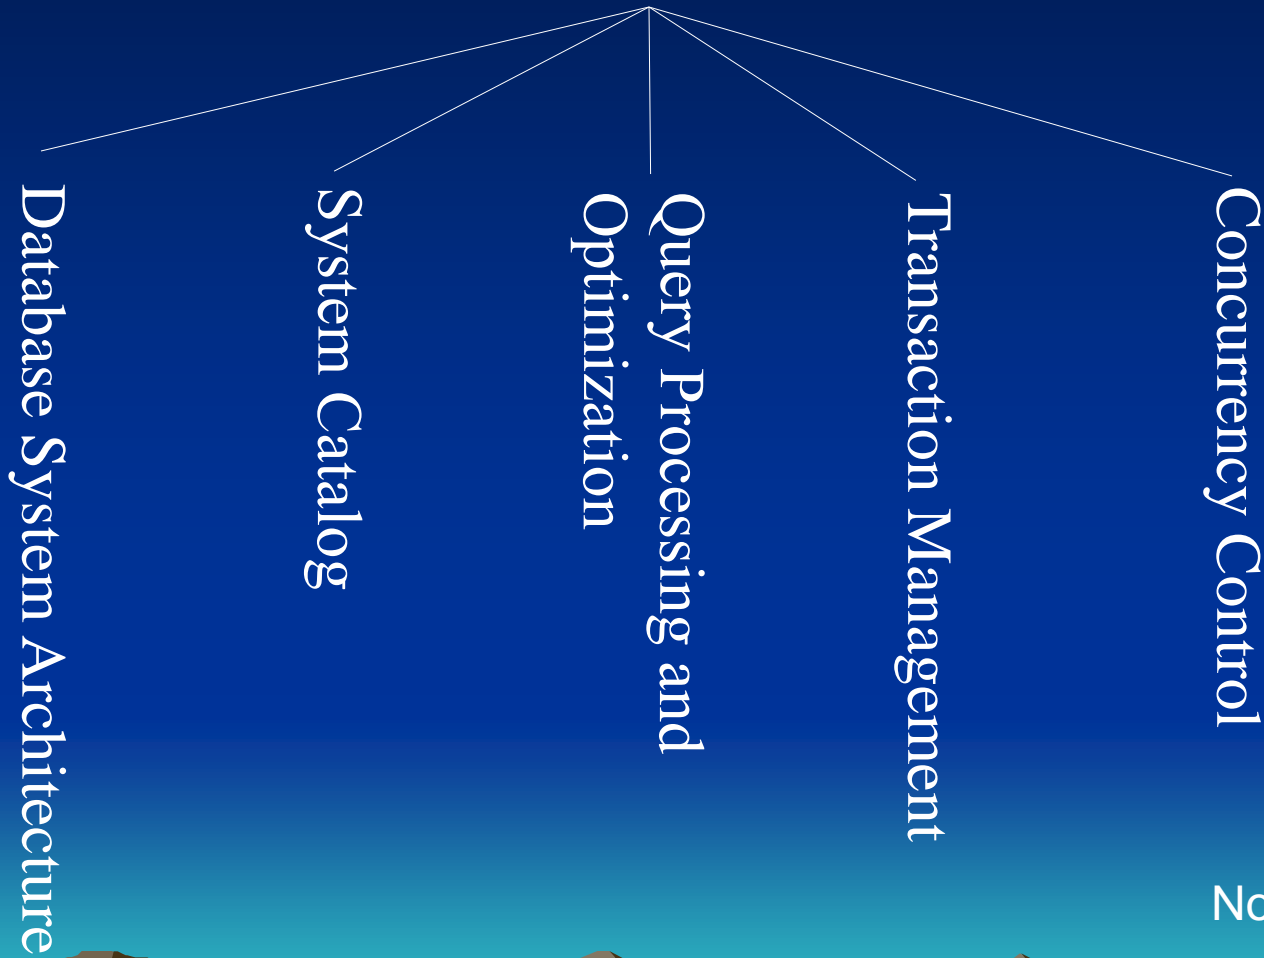 Database System Architecture
System Catalog
Query Processing and
Optimization
Transaction Management
Concurrency Control